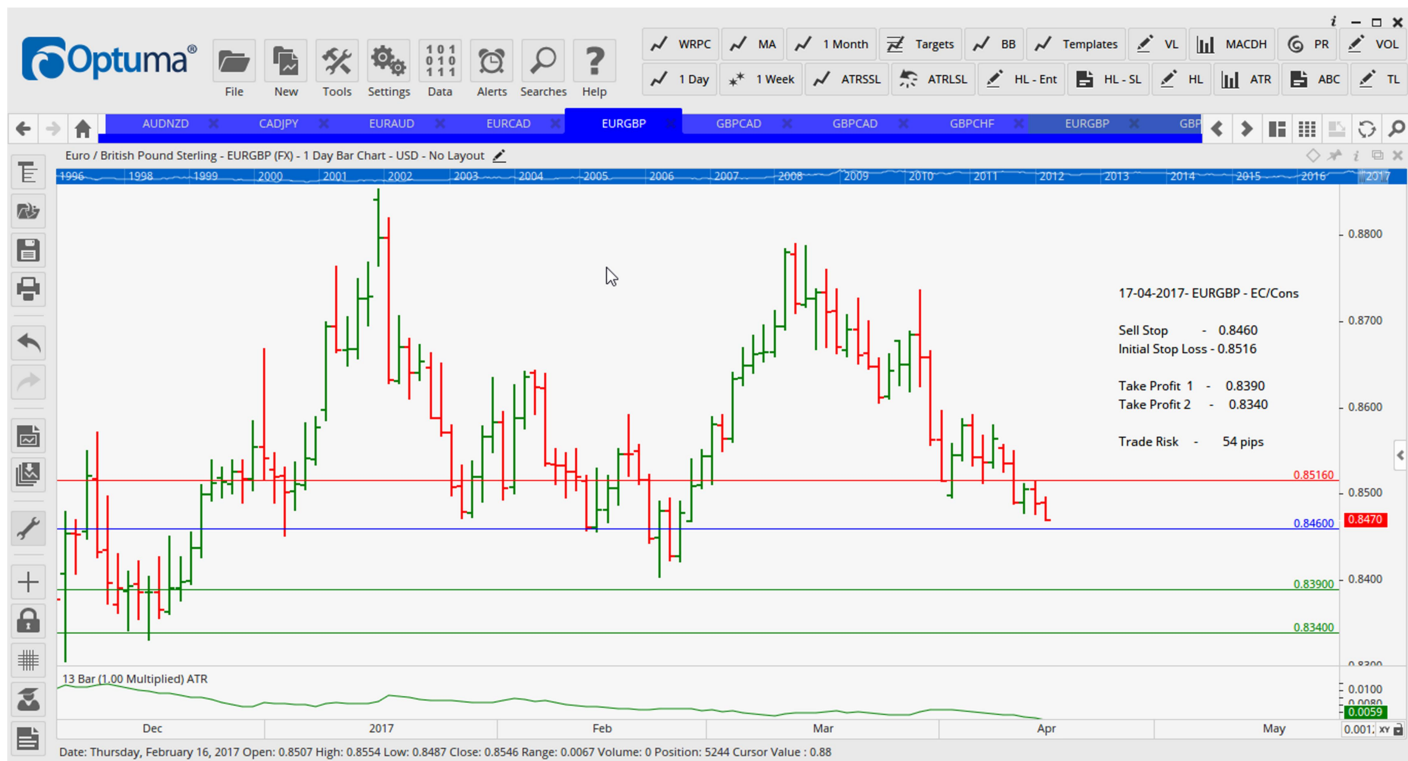 Optuma®
File
New
Tools
Settings
101
010
111
Data
Alerts
Searches
Help
WRPC
MA
1 Month
Targets
BB
Templates
VL
MACDH
PR
VOL
1 Day
1 Week
ATRSSL
ATRLSL
HL - Ent
HL - SL
HL
ATR
ABC
TL
AUDNZD
CADJPY
EURAUD
EURCAD
EURGBP
GBPCAD
GBPCAD
GBPCHF
EURGBP
GBP
Euro / British Pound Sterling - EURGBP (FX) - 1 Day Bar Chart - USD - No Layout
1996 1998 1999 2000 2001 2002 2003 2004 2005 2006 2007 2008 2009 2010 2011 2012 2013 2014 2015 2016 2017
17-04-2017- EURGBP - EC/Cons
Sell Stop - 0.8460
Initial Stop Loss - 0.8516
Take Profit 1 - 0.8390
Take Profit 2 - 0.8340
Trade Risk - 54 pips
0.85160
0.84600
0.83900
0.83400
0.8800
0.8700
0.8600
0.8500
0.8470
0.8400
0.8300
13 Bar (1.00 Multiplied) ATR
0.0100
0.0080
0.0059
Dec 2017 Feb Mar Apr May
0.001; XY
Date: Thursday, February 16, 2017 Open: 0.8507 High: 0.8554 Low: 0.8487 Close: 0.8546 Range: 0.0067 Volume: 0 Position: 5244 Cursor Value : 0.88